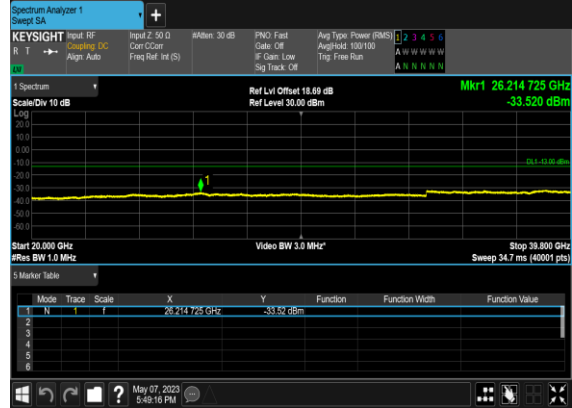 Spectrum Analyzer 1
Swept SA
+
KEYSIGHT
R T
Input: RF
Coupling: DC
Align: Auto
Input Z: 50 Ω
Corr CCorr
Freq Ref: Int (S)
#Atten: 30 dB
PNO: Fast
Gate: Off
IF Gain: Low
Sig Track: Off
Avg Type: Power (RMS)
Avg|Hold: 100/100
Trig: Free Run
1 2 3 4 5 6
A W W W W W
A N N N N N
1 Spectrum
Scale/Div 10 dB
Ref Lvl Offset 18.69 dB
Ref Level 30.00 dBm
Mkr1 26.214 725 GHz
-33.520 dBm
Log
20.0
10.0
0.00
-10.0
-20.0
-30.0
-40.0
-50.0
-60.0
DL1 -13.00 dBm
1
Start 20.000 GHz
#Res BW 1.0 MHz
Video BW 3.0 MHz*
Stop 39.800 GHz
Sweep 34.7 ms (40001 pts)
5 Marker Table
Mode Trace Scale X Y Function Function Width Function Value
1 N 1 f 26.214 725 GHz -33.52 dBm
2
3
4
5
6
?
May 07, 2023
5:49:16 PM